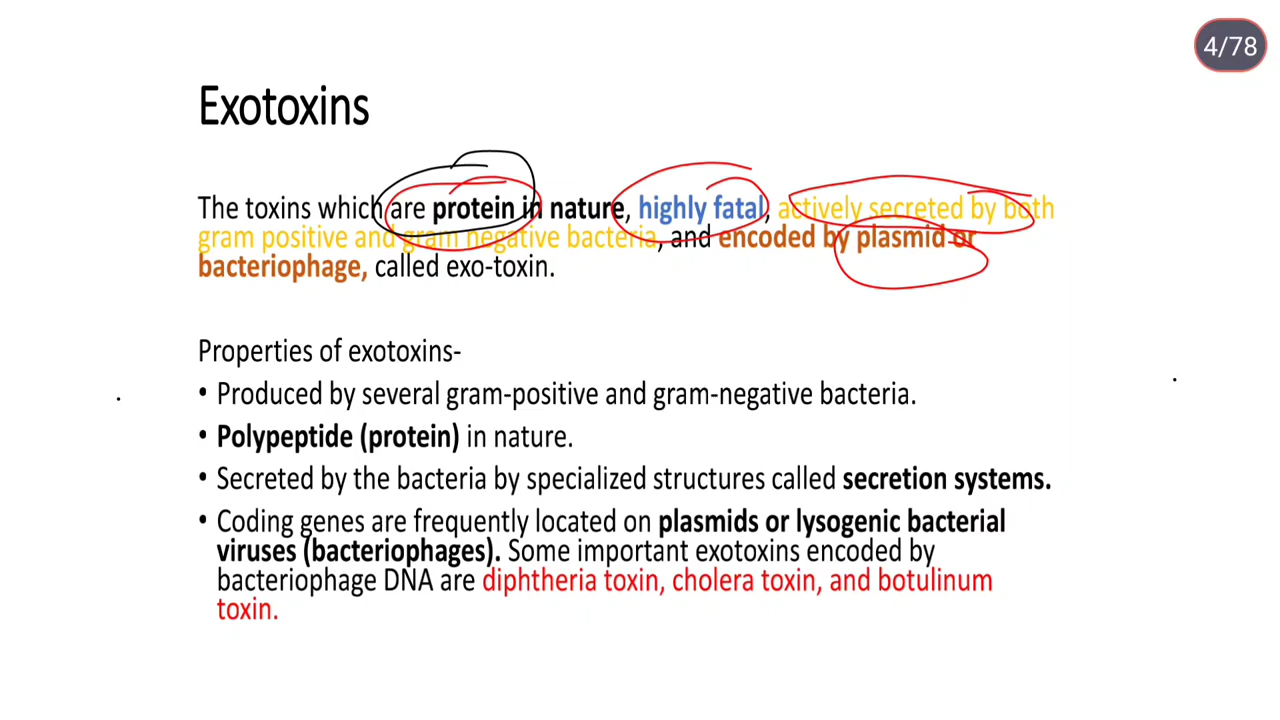 4/78
Exotoxins
The toxins which are protein in nature, highly fatal, actively secreted by both
gram positive and gram negative bacteria, and encoded by plasmid or
bacteriophage, called exo-toxin.
Properties of exotoxins-
• Produced by several gram-positive and gram-negative bacteria.
• Polypeptide (protein) in nature.
• Secreted by the bacteria by specialized structures called secretion systems.
• Coding genes are frequently located on plasmids or lysogenic bacterial
viruses (bacteriophages). Some important exotoxins encoded by
bacteriophage DNA are diphtheria toxin, cholera toxin, and botulinum
toxin.